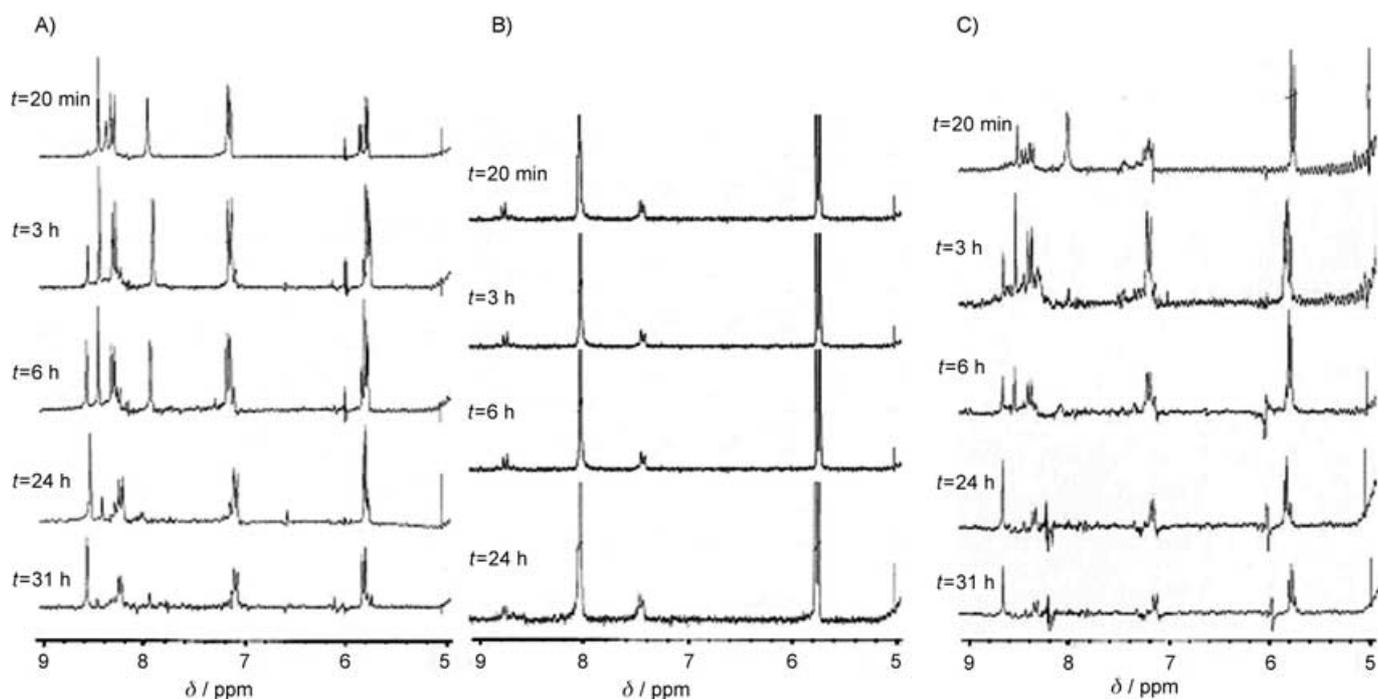 A)
t=20 min
t=3 h
t=6 h
t=24 h
t=31 h
9 8 7 6 5
δ / ppm
B)
t=20 min
t=3 h
t=6 h
t=24 h
9 8 7 6 5
δ / ppm
C)
t=20 min
t=3 h
t=6 h
t=24 h
t=31 h
9 8 7 6 5
δ / ppm